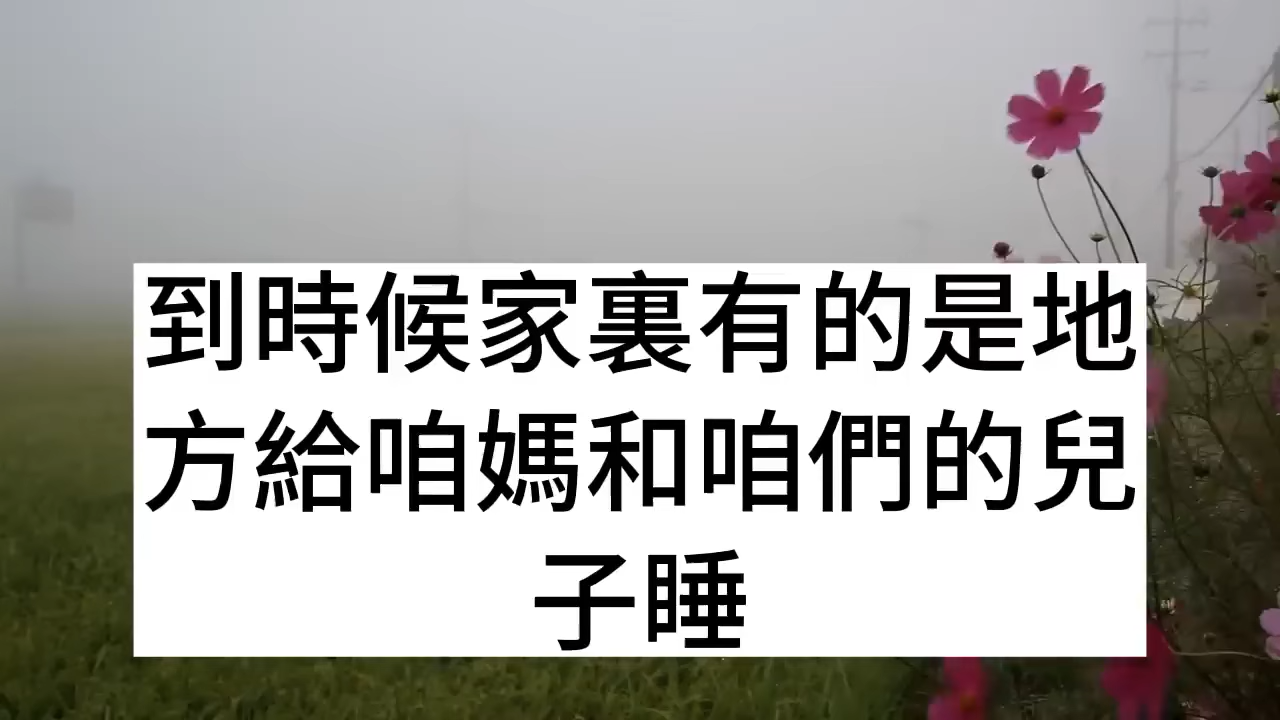 到時候家裏有的是地
方給咱媽和咱們的兒
子睡